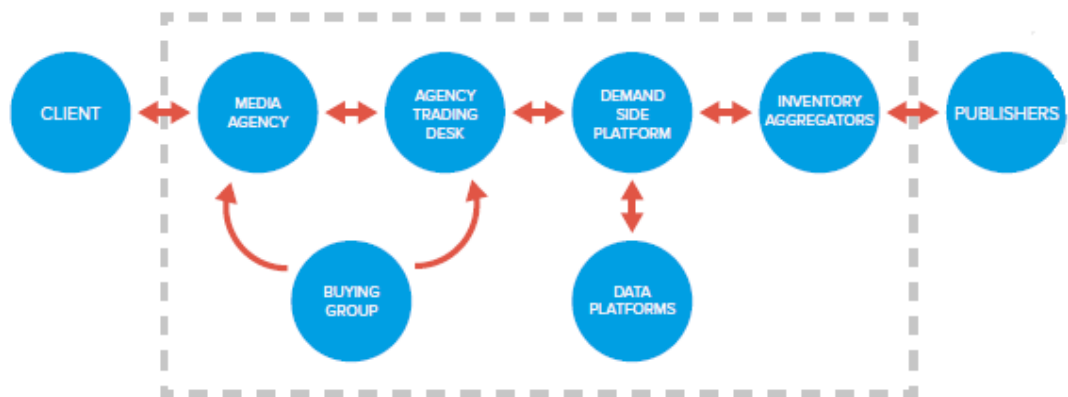 CLIENT
MEDIA
AGENCY
AGENCY
TRADING
DESK
DEMAND
SIDE
PLATFORM
INVENTORY
AGGREGATORS
PUBLISHERS
BUYING
GROUP
DATA
PLATFORMS